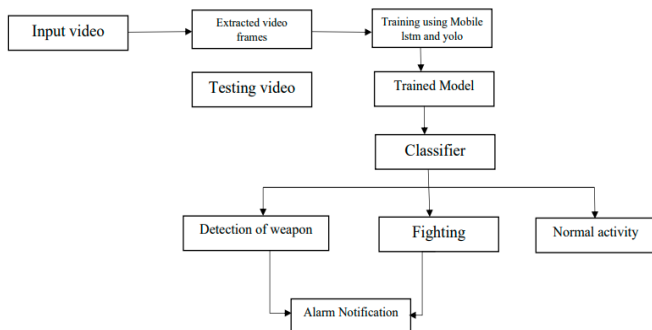 Input video
Extracted video
frames
Training using Mobile
lstm and yolo
Testing video
Trained Model
Classifier
Detection of weapon
Fighting
Normal activity
Alarm Notification